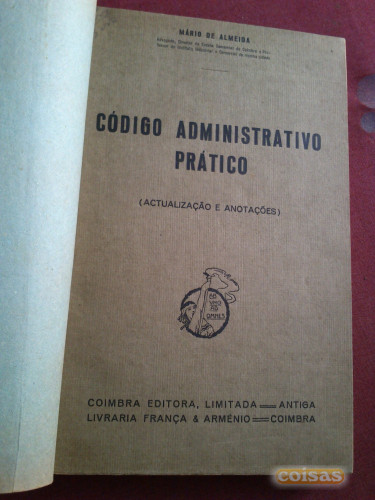 MÁRIO DE ALMEIDA
CÓDIGO ADMINISTRATIVO
PRÁTICO
(ACTUALIZAÇÃO E ANOTAÇÕES)
COIMBRA EDITORA, LIMITADA ANTIGA
LIVRARIA FRANÇA & ARMÉNIO COIMBRA
coisas